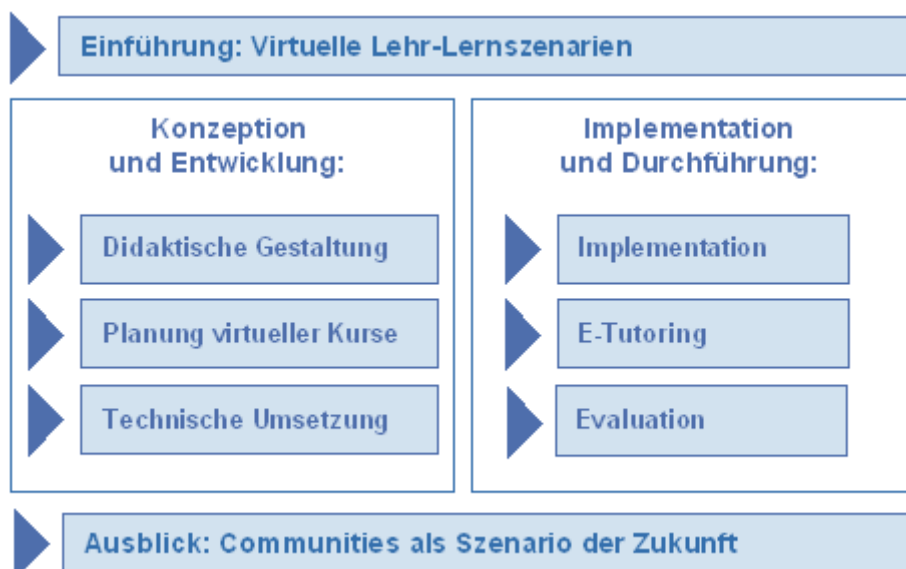 Einführung: Virtuelle Lehr-Lernszenarien
Konzeption
und Entwicklung:
Didaktische Gestaltung
Planung virtueller Kurse
Technische Umsetzung
Implementation
und Durchführung:
Implementation
E-Tutoring
Evaluation
Ausblick: Communities als Szenario der Zukunft